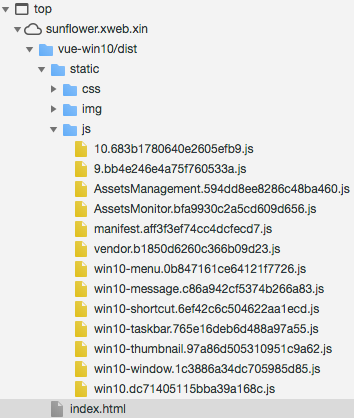 top
sunflower.xweb.xin
vue-win10/dist
static
css
img
js
10.683b1780640e2605efb9.js
9.bb4e246e4a75f760533a.js
AssetsManagement.594dd8ee8286c48ba460.js
AssetsMonitor.bfa9930c2a5cd609d656.js
manifest.aff3f3ef74cc4dcfecd7.js
vendor.b1850d6260c366b09d23.js
win10-menu.0b847161ce64121f7726.js
win10-message.c86a942cf5374b266a83.js
win10-shortcut.6ef42c6c504622aa1ecd.js
win10-taskbar.765e16deb6d488a97a55.js
win10-thumbnail.97a86d505310951c9a62.js
win10-window.1c3886a34dc705985d85.js
win10.dc71405115bba39a168c.js
index.html